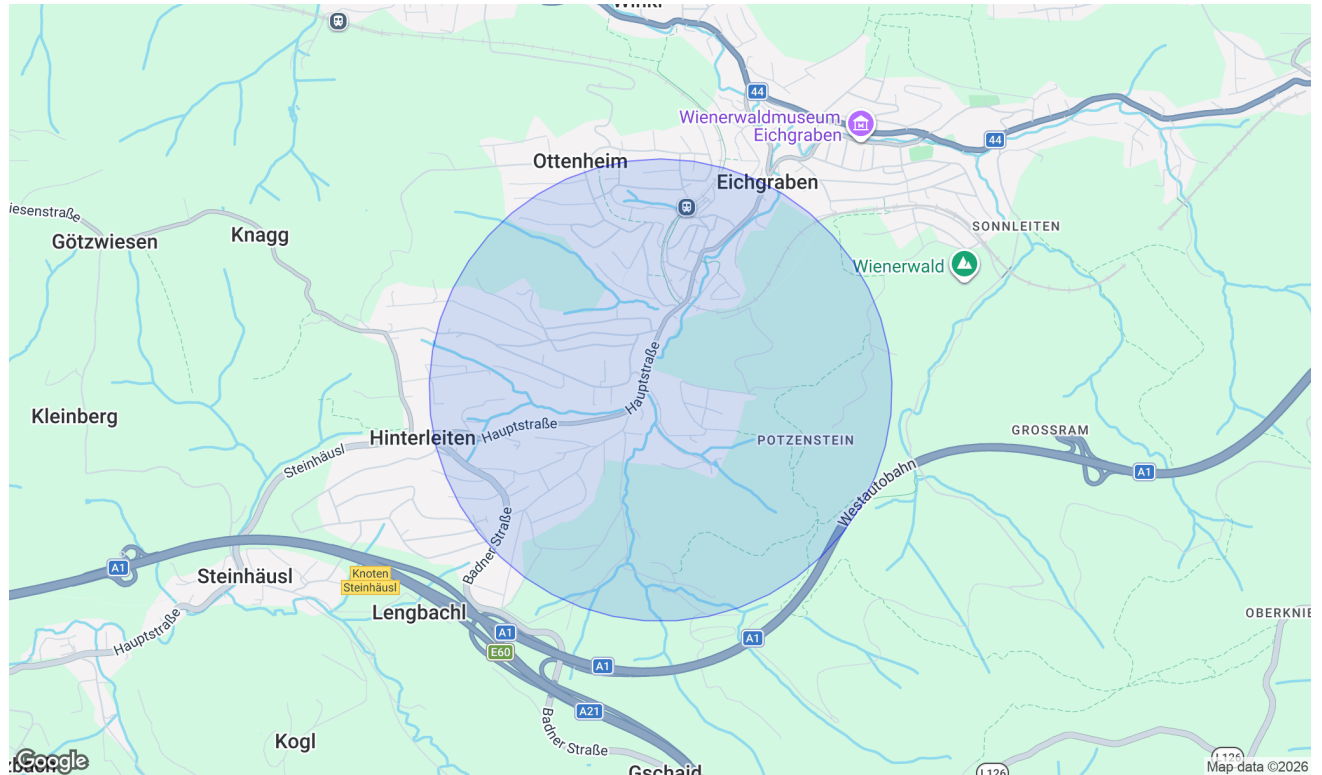 Winkl
44
Wienerwaldmuseum
Eichgraben
44
Ottenheim
Eichgraben
iesenstraße
Götzwiesen
Knagg
SONNLEITEN
Wienerwald
Hauptstraße
Kleinberg
Hinterleiten
Hauptstraße
POTZENSTEIN
GROSSRAM
Steinhäusl
A1
Westautobahn
Badner Straße
A1
Knoten
Steinhäusl
Steinhäusl
Lengbachl
OBERKNIE
Hauptstraße
A1
A1
E60
A1
A21
Badner Straße
Kogl
Gschaid
L126
L126
zbach
Google
Map data ©2026